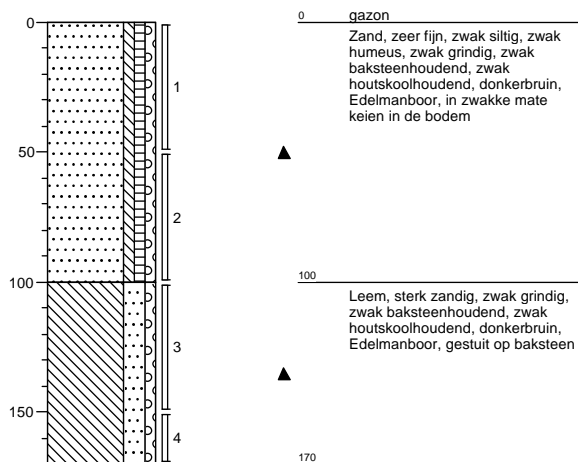 0
50
100
150
1
2
3
4
0
gazon
Zand, zeer fijn, zwak siltig, zwak
humeus, zwak grindig, zwak
baksteenhoudend, zwak
houtskoolhoudend, donkerbruin,
Edelmanboor, in zwakke mate
keien in de bodem
100
Leem, sterk zandig, zwak grindig,
zwak baksteenhoudend, zwak
houtskoolhoudend, donkerbruin,
Edelmanboor, gestuit op baksteen
170